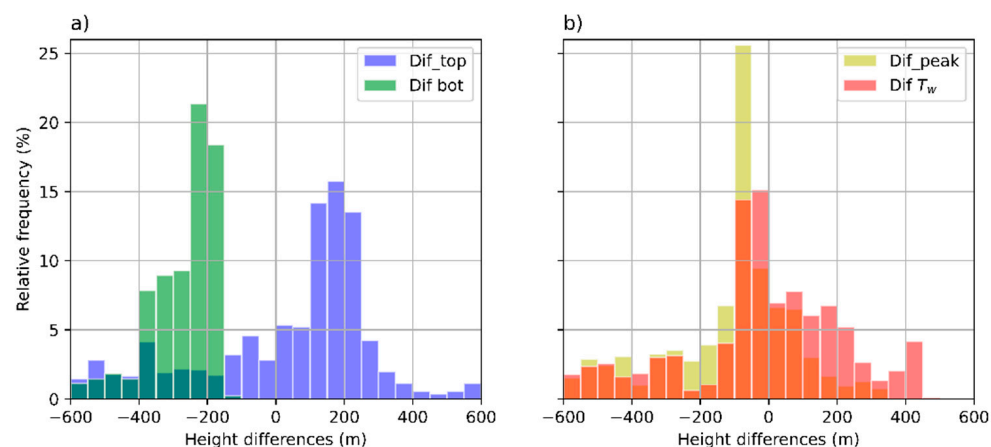 a)
b)
Dif_top
Dif bot
Dif_peak
Dif T_w
Relative frequency (%)
25
20
15
10
5
0
−600 −400 −200 0 200 400 600
Height differences (m)
−600 −400 −200 0 200 400 600
Height differences (m)